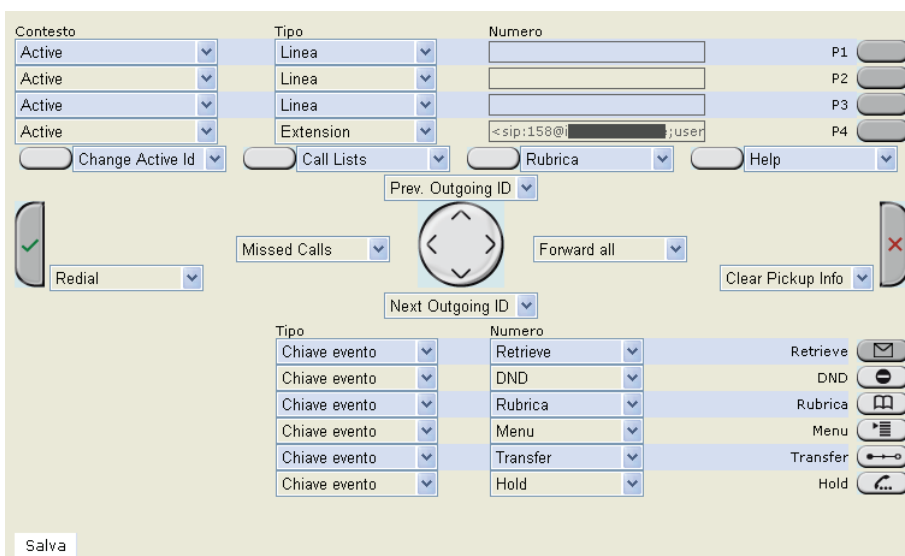 Contesto Tipo Numero
Active Linea P1
Active Linea P2
Active Linea P3
Active Extension <sip:158@ ;user P4
Change Active Id Call Lists Rubrica Help
Prev. Outgoing ID
Missed Calls Forward all
Redial Clear Pickup Info
Next Outgoing ID
Tipo Numero
Chiave evento Retrieve Retrieve
Chiave evento DND DND
Chiave evento Rubrica Rubrica
Chiave evento Menu Menu
Chiave evento Transfer Transfer
Chiave evento Hold Hold
Salva